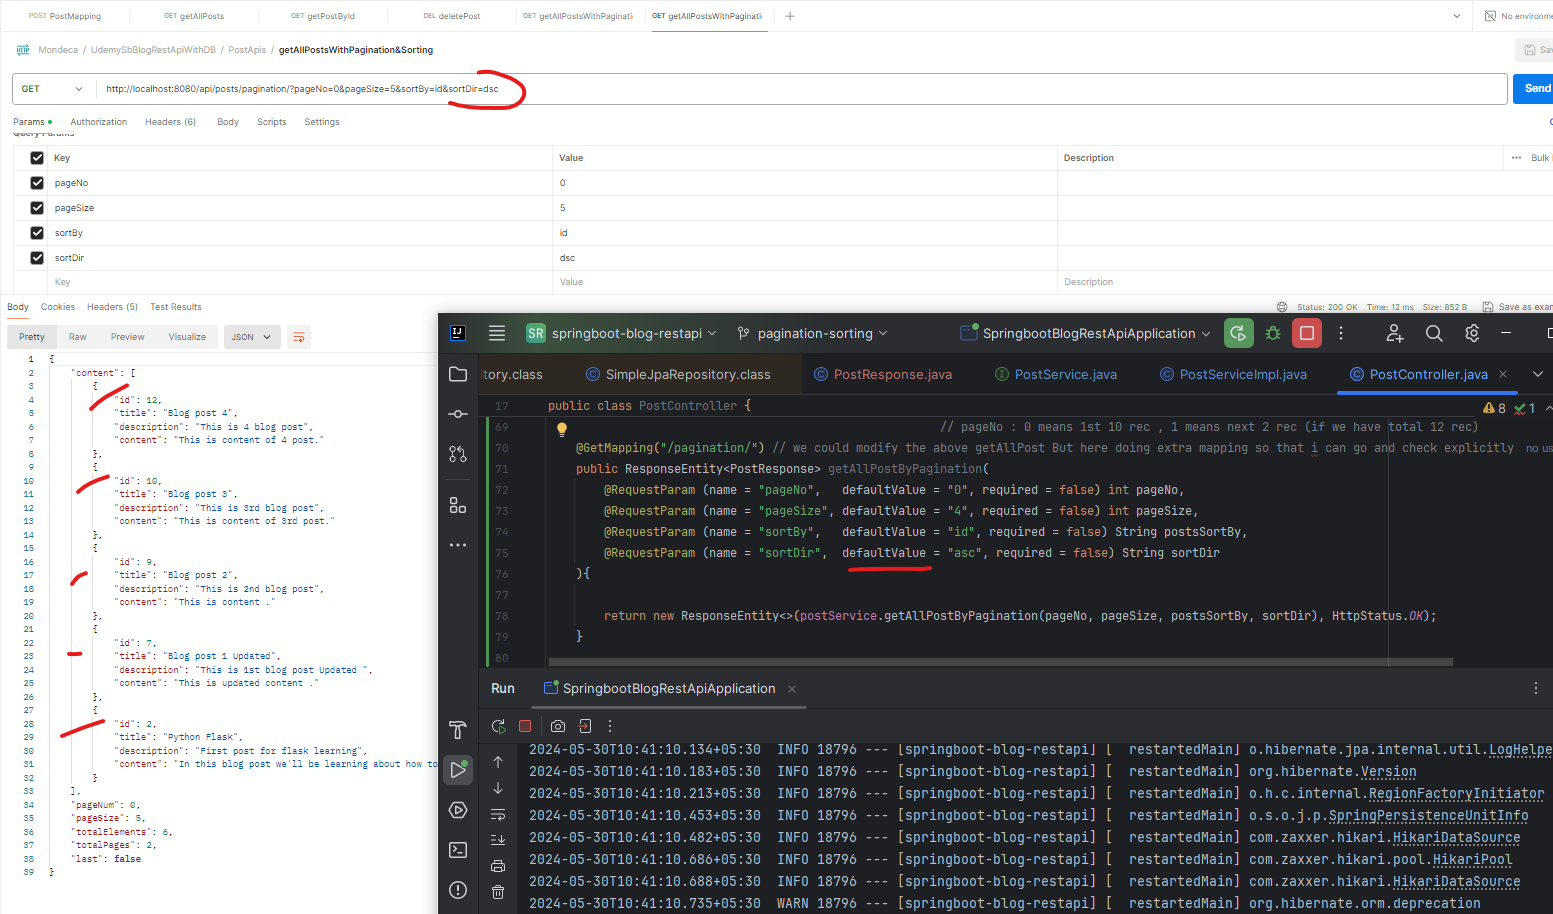 POST PostMapping
GET getAllPosts
GET getPostById
DEL deletePost
GET getAllPostsWithPaginati
GET getAllPostsWithPaginati
No environme
HTTP Mondeca / UdemySbBlogRestApiWithDB / PostApis / getAllPostsWithPagination&Sorting
Sav
GET http://localhost:8080/api/posts/pagination/?pageNo=0&pageSize=5&sortBy=id&sortDir=dsc
Send
Params Authorization Headers (6) Body Scripts Settings
Query Params
Key Value Description Bulk
pageNo 0
pageSize 5
sortBy id
sortDir dsc
Key Value Description
Body Cookies Headers (5) Test Results
Status: 200 OK Time: 12 ms Size: 852 B Save as exam
Pretty Raw Preview Visualize JSON
1 {
2 "content": [
3 {
4 "id": 12,
5 "title": "Blog post 4",
6 "description": "This is 4 blog post",
7 "content": "This is content of 4 post."
8 },
9 {
10 "id": 10,
11 "title": "Blog post 3",
12 "description": "This is 3rd blog post",
13 "content": "This is content of 3rd post."
14 },
15 {
16 "id": 9,
17 "title": "Blog post 2",
18 "description": "This is 2nd blog post",
19 "content": "This is content ."
20 },
21 {
22 "id": 7,
23 "title": "Blog post 1 Updated",
24 "description": "This is 1st blog post Updated ",
25 "content": "This is updated content ."
26 },
27 {
28 "id": 2,
29 "title": "Python Flask",
30 "description": "First post for flask learning",
31 "content": "In this blog post we'll be learning about how to
32 }
33 ],
34 "pageNum": 0,
35 "pageSize": 5,
36 "totalElements": 6,
37 "totalPages": 2,
38 "last": false
39 }
IJ SR springboot-blog-restapi pagination-sorting SpringbootBlogRestApiApplication
itory.class SimpleJpaRepository.class PostResponse.java PostService.java PostServiceImpl.java PostController.java
17 public class PostController {
8 1
69 // pageNo : 0 means 1st 10 rec , 1 means next 2 rec (if we have total 12 rec)
70 @GetMapping("/pagination/") // we could modify the above getAllPost But here doing extra mapping so that i can go and check explicitly no us
71 public ResponseEntity<PostResponse> getAllPostByPagination(
72 @RequestParam (name = "pageNo", defaultValue = "0", required = false) int pageNo,
73 @RequestParam (name = "pageSize", defaultValue = "4", required = false) int pageSize,
74 @RequestParam (name = "sortBy", defaultValue = "id", required = false) String postsSortBy,
75 @RequestParam (name = "sortDir", defaultValue = "asc", required = false) String sortDir
76 ){
77
78 return new ResponseEntity<>(postService.getAllPostByPagination(pageNo, pageSize, postsSortBy, sortDir), HttpStatus.OK);
79 }
80
Run SpringbootBlogRestApiApplication
2024-05-30T10:41:10.134+05:30 INFO 18796 --- [springboot-blog-restapi] [ restartedMain] o.hibernate.jpa.internal.util.LogHelpe
2024-05-30T10:41:10.183+05:30 INFO 18796 --- [springboot-blog-restapi] [ restartedMain] org.hibernate.Version
2024-05-30T10:41:10.213+05:30 INFO 18796 --- [springboot-blog-restapi] [ restartedMain] o.h.c.internal.RegionFactoryInitiator
2024-05-30T10:41:10.453+05:30 INFO 18796 --- [springboot-blog-restapi] [ restartedMain] o.s.o.j.p.SpringPersistenceUnitInfo
2024-05-30T10:41:10.482+05:30 INFO 18796 --- [springboot-blog-restapi] [ restartedMain] com.zaxxer.hikari.HikariDataSource
2024-05-30T10:41:10.686+05:30 INFO 18796 --- [springboot-blog-restapi] [ restartedMain] com.zaxxer.hikari.pool.HikariPool
2024-05-30T10:41:10.688+05:30 INFO 18796 --- [springboot-blog-restapi] [ restartedMain] com.zaxxer.hikari.HikariDataSource
2024-05-30T10:41:10.735+05:30 WARN 18796 --- [springboot-blog-restapi] [ restartedMain] org.hibernate.orm.deprecation